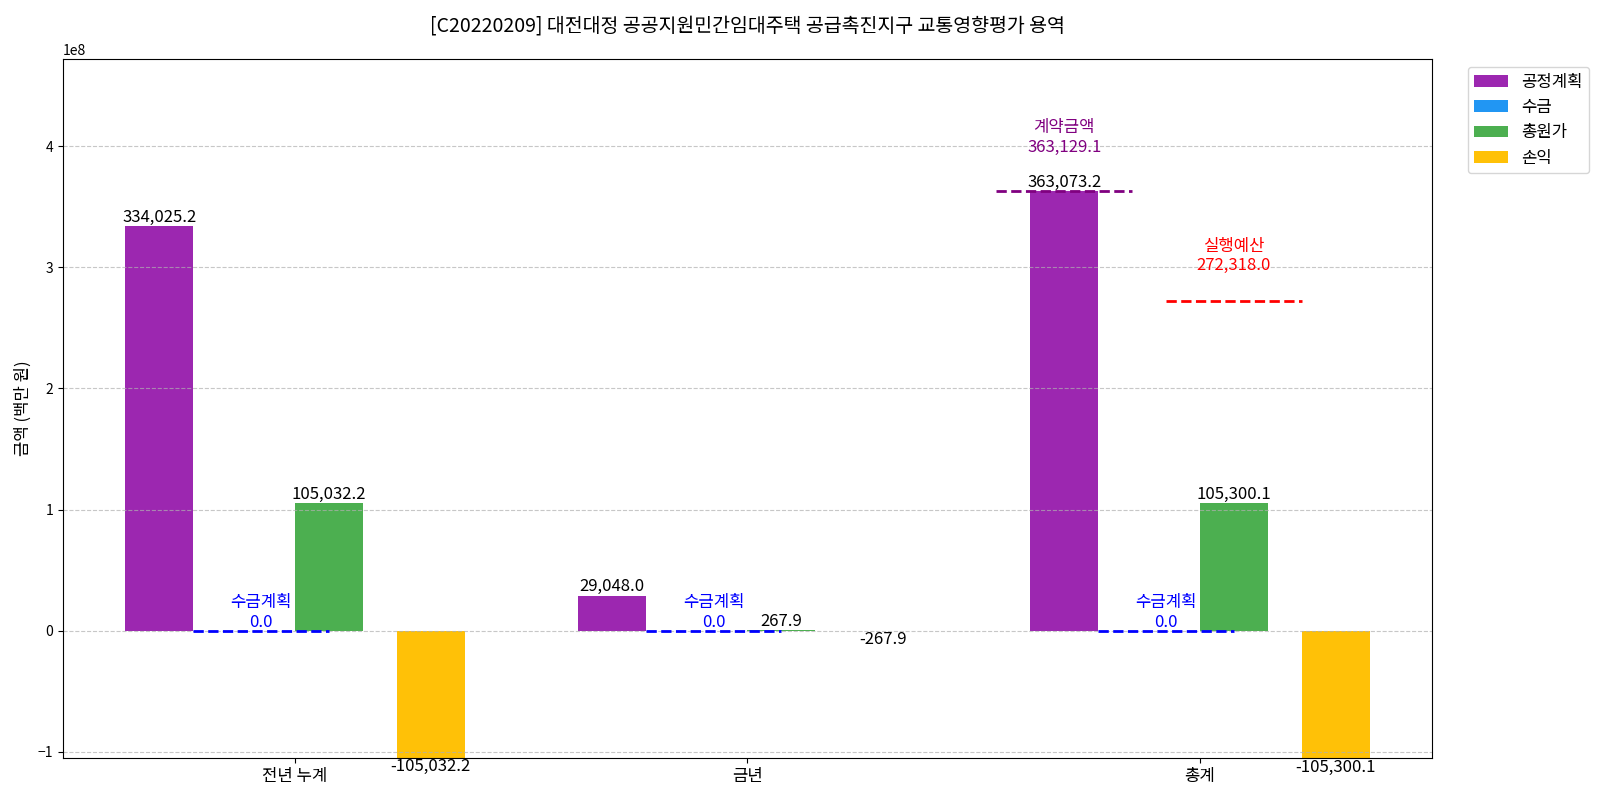 [C20220209] 대전대정 공공지원민간임대주택 공급촉진지구 교통영향평가 용역
1e8
공정계획
수금
총원가
손익
금액 (백만 원)
4
3
2
1
0
−1
계약금액
363,129.1
363,073.2
334,025.2
실행예산
272,318.0
105,032.2
105,300.1
29,048.0
수금계획
0.0
수금계획
0.0
267.9
수금계획
0.0
-267.9
-105,032.2
-105,300.1
전년 누계
금년
총계